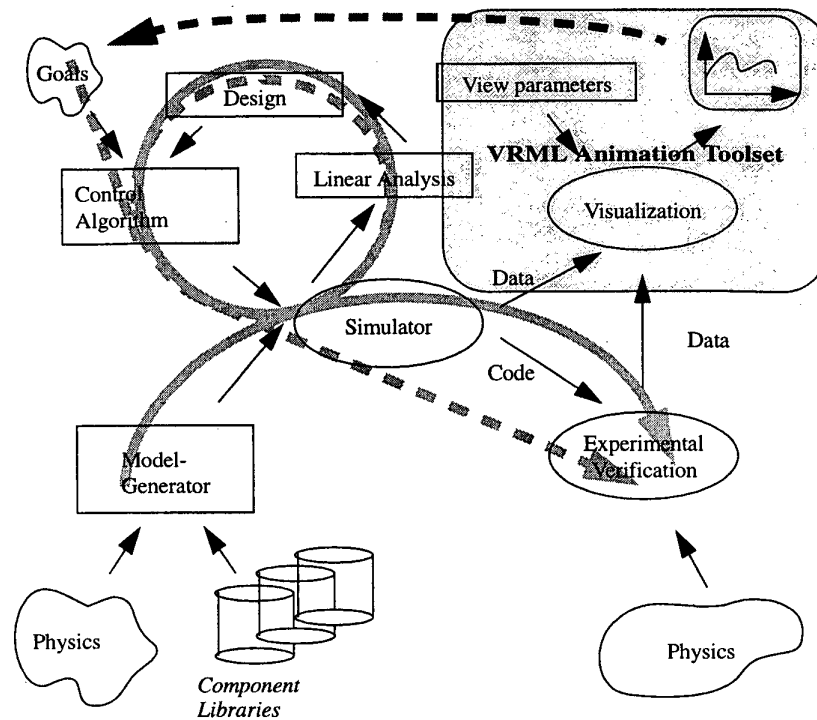 Goals
Design
View parameters
VRML Animation Toolset
Control
Algorithm
Linear Analysis
Visualization
Data
Simulator
Data
Code
Model-
Generator
Experimental
Verification
Physics
Component
Libraries
Physics